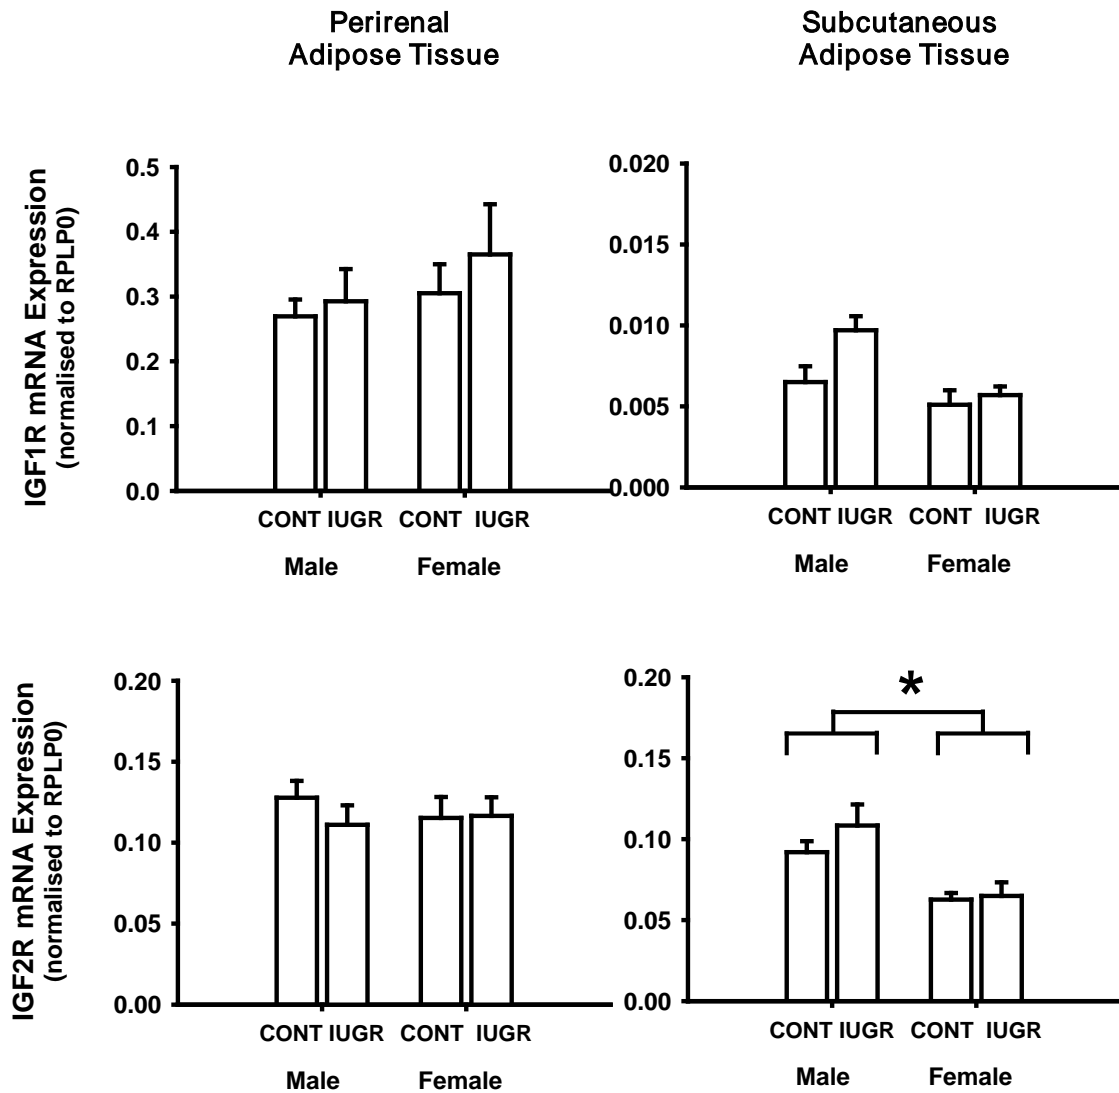 Perirenal
Adipose Tissue
Subcutaneous
Adipose Tissue
IGF1R mRNA Expression
(normalised to RPLP0)
0.5
0.4
0.3
0.2
0.1
0.0
CONT IUGR CONT IUGR
Male Female
0.020
0.015
0.010
0.005
0.000
CONT IUGR CONT IUGR
Male Female
IGF2R mRNA Expression
(normalised to RPLP0)
0.20
0.15
0.10
0.05
0.00
CONT IUGR CONT IUGR
Male Female
0.20
0.15
0.10
0.05
0.00
*
CONT IUGR CONT IUGR
Male Female